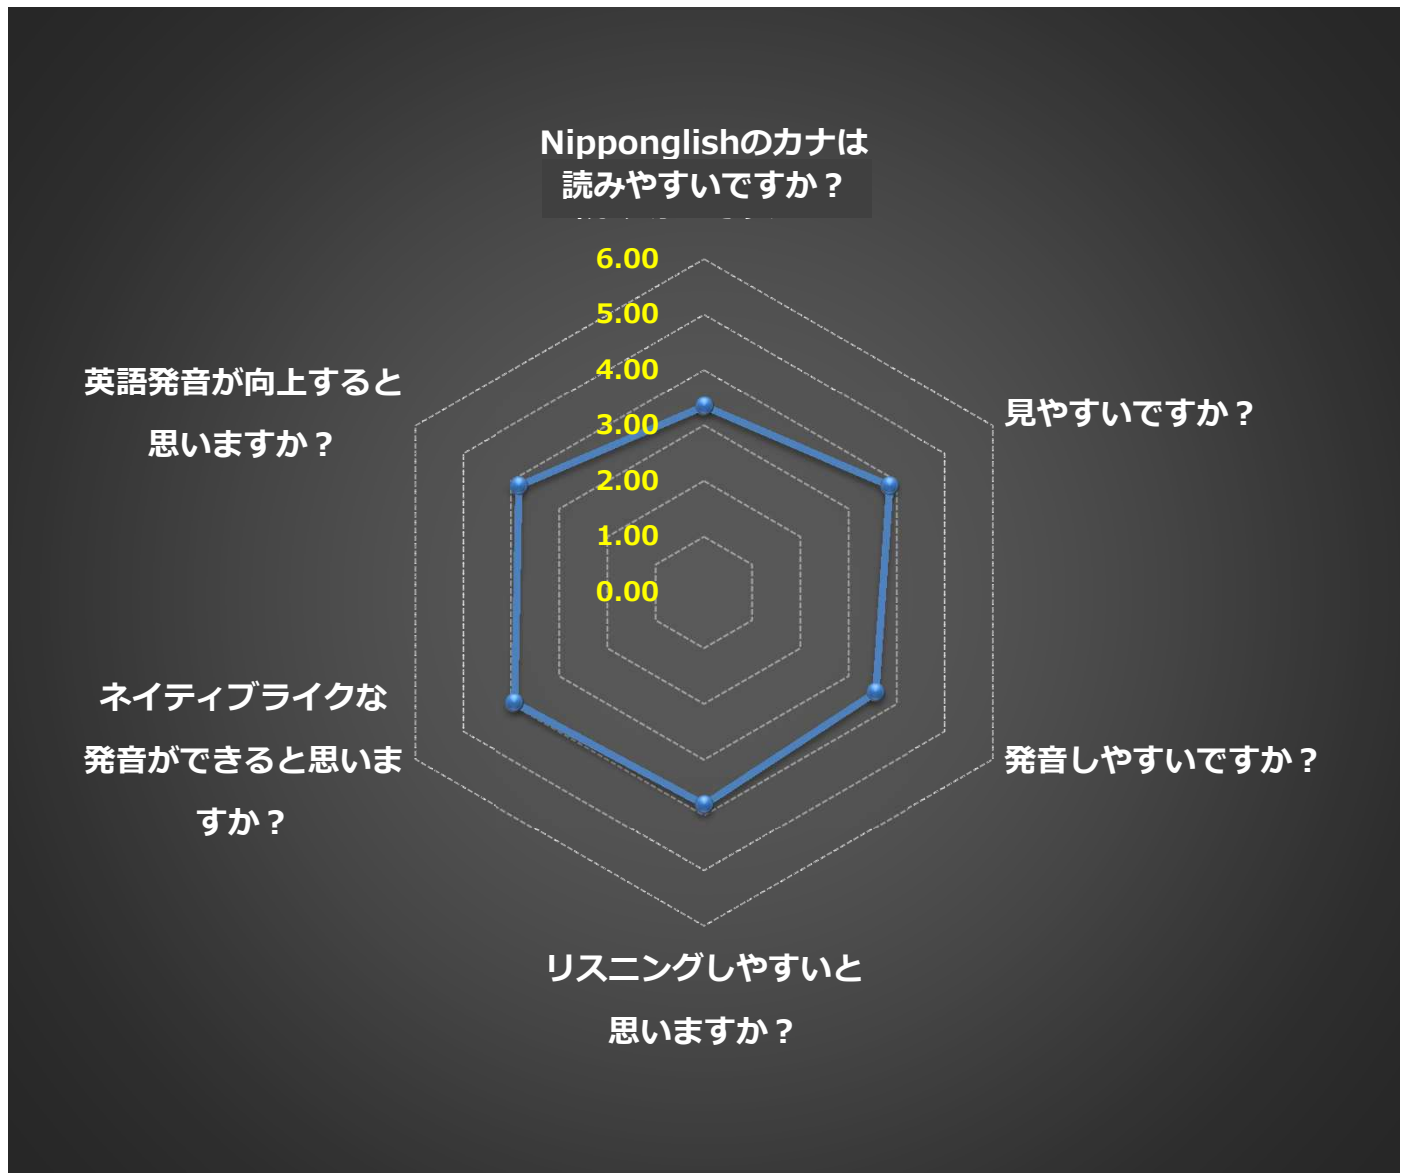 Nipponglishのカナは
読みやすいですか？
6.00
5.00
4.00
3.00
2.00
1.00
0.00
見やすいですか？
発音しやすいですか？
リスニングしやすいと
思いますか？
ネイティブライクな
発音ができると思いま
すか？
英語発音が向上すると
思いますか？